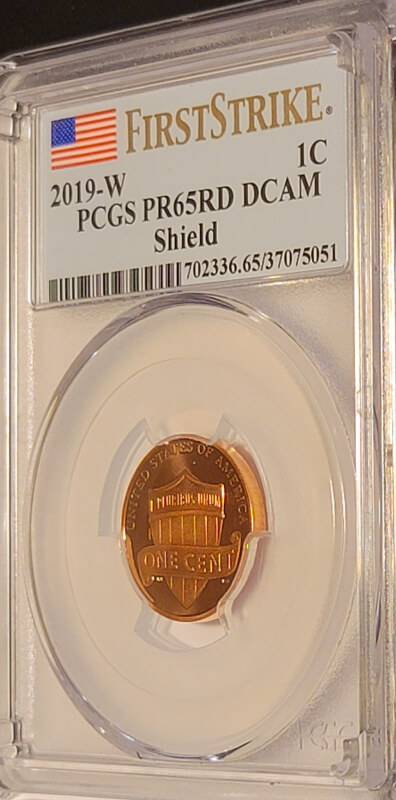 FIRSTSTRIKE®
2019-W 1C
PCGS PR65RD DCAM
Shield
702336.65/37075051
UNITED STATES OF AMERICA
PLURIBUS UNUM
ONE CENT